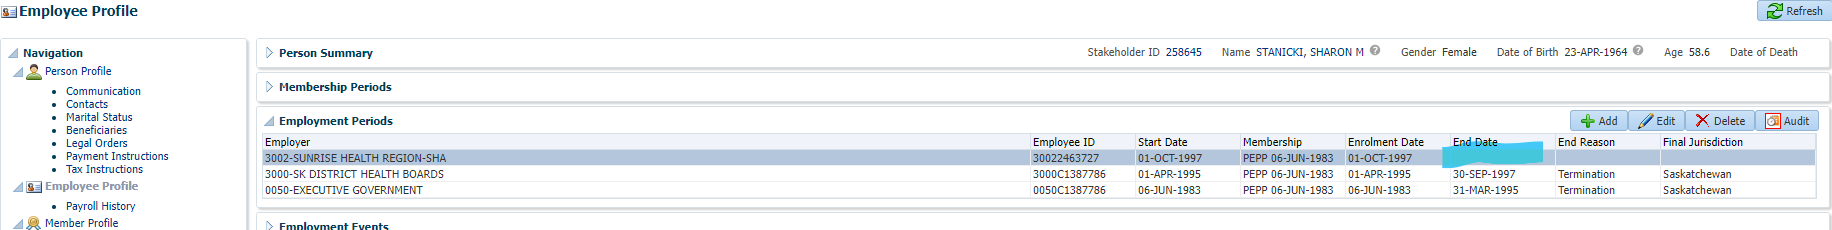 Employee Profile
Refresh
Navigation
Person Profile
Communication
Contacts
Marital Status
Beneficiaries
Legal Orders
Payment Instructions
Tax Instructions
Employee Profile
Payroll History
Member Profile
Person Summary Stakeholder ID 258645 Name STANICKI, SHARON M Gender Female Date of Birth 23-APR-1964 Age 58.6 Date of Death
Membership Periods
Employment Periods Add Edit Delete Audit
Employer Employee ID Start Date Membership Enrolment Date End Date End Reason Final Jurisdiction
3002-SUNRISE HEALTH REGION-SHA 30022463727 01-OCT-1997 PEPP 06-JUN-1983 01-OCT-1997
3000-SK DISTRICT HEALTH BOARDS 3000C1387786 01-APR-1995 PEPP 06-JUN-1983 01-APR-1995 30-SEP-1997 Termination Saskatchewan
0050-EXECUTIVE GOVERNMENT 0050C1387786 06-JUN-1983 PEPP 06-JUN-1983 06-JUN-1983 31-MAR-1995 Termination Saskatchewan
Employment Events